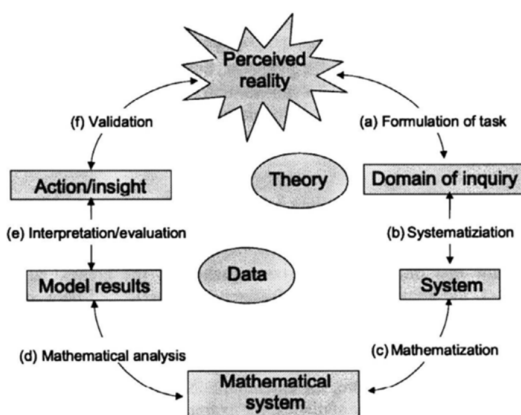 Perceived
reality
(f) Validation
(a) Formulation of task
Action/insight
Theory
Domain of inquiry
(e) Interpretation/evaluation
(b) Systematiziation
Data
Model results
System
(d) Mathematical analysis
(c) Mathematization
Mathematical
system